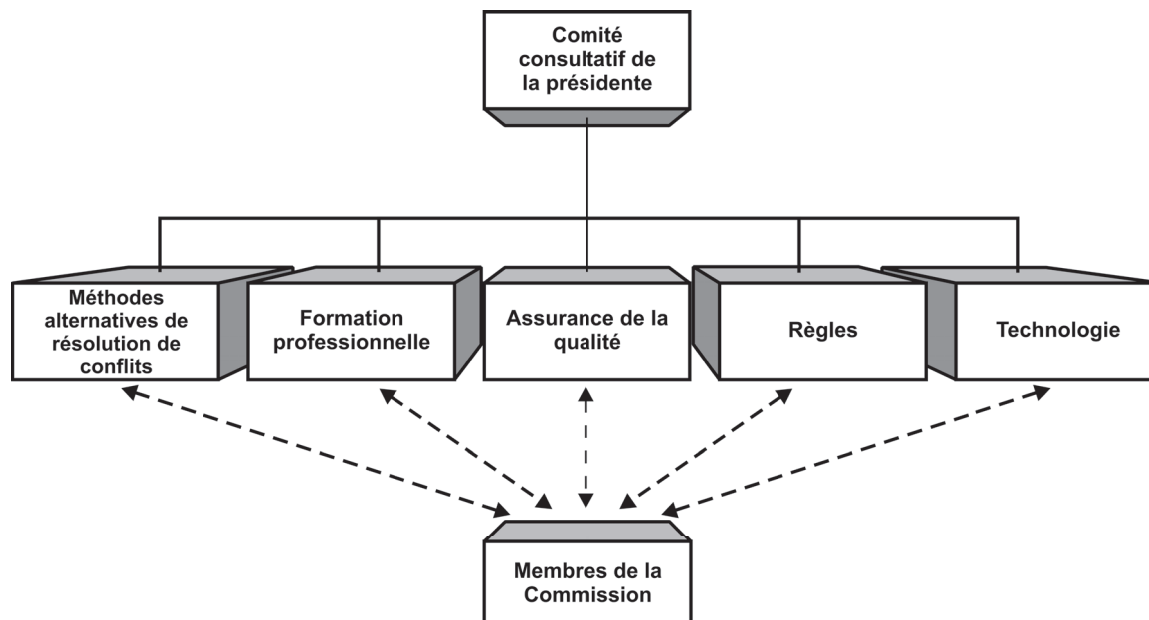 Comité
consultatif de
la présidente
Méthodes
alternatives de
résolution de
conflits
Formation
professionnelle
Assurance de la
qualité
Règles
Technologie
Membres de la
Commission